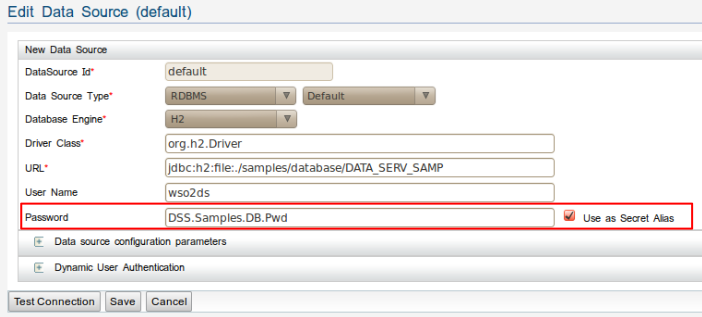 Edit Data Source (default)
New Data Source
DataSource Id* default
Data Source Type* RDBMS Default
Database Engine* H2
Driver Class* org.h2.Driver
URL* jdbc:h2:file:./samples/database/DATA_SERV_SAMP
User Name wso2ds
Password DSS.Samples.DB.Pwd Use as Secret Alias
Data source configuration parameters
Dynamic User Authentication
Test Connection Save Cancel